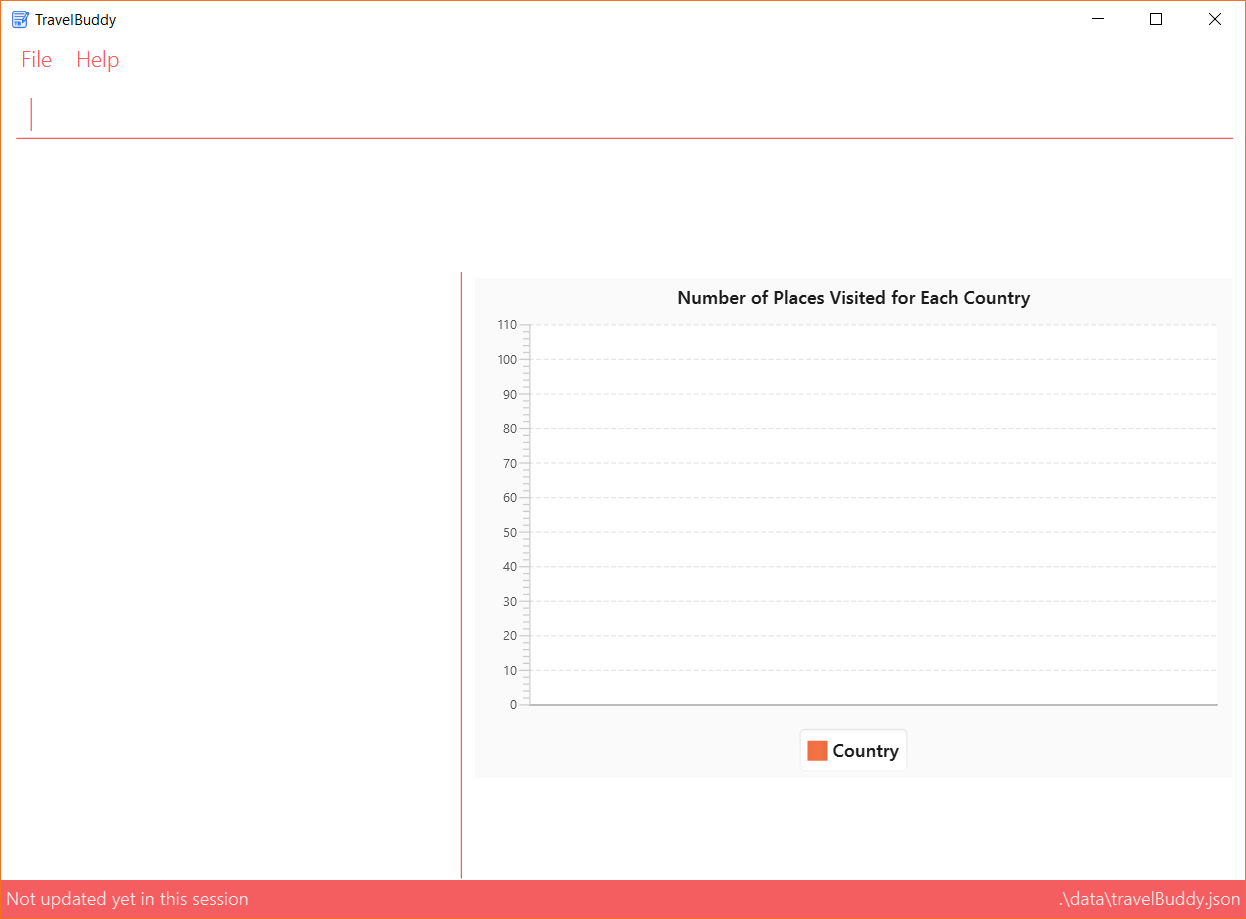 TravelBuddy
File Help
Number of Places Visited for Each Country
110
100
90
80
70
60
50
40
30
20
10
0
Country
Not updated yet in this session
.\data\travelBuddy.json